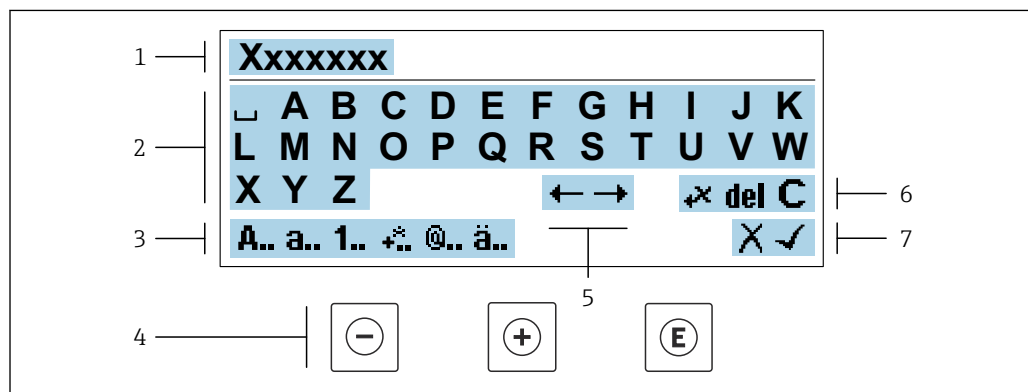 1 Xxxxxxx
2 ␣ A B C D E F G H I J K
L M N O P Q R S T U V W
X Y Z ← → ↵x del C 6
3 A.. a.. 1.. +*.. @.. ä.. X ✓ 7
5
4 − + E